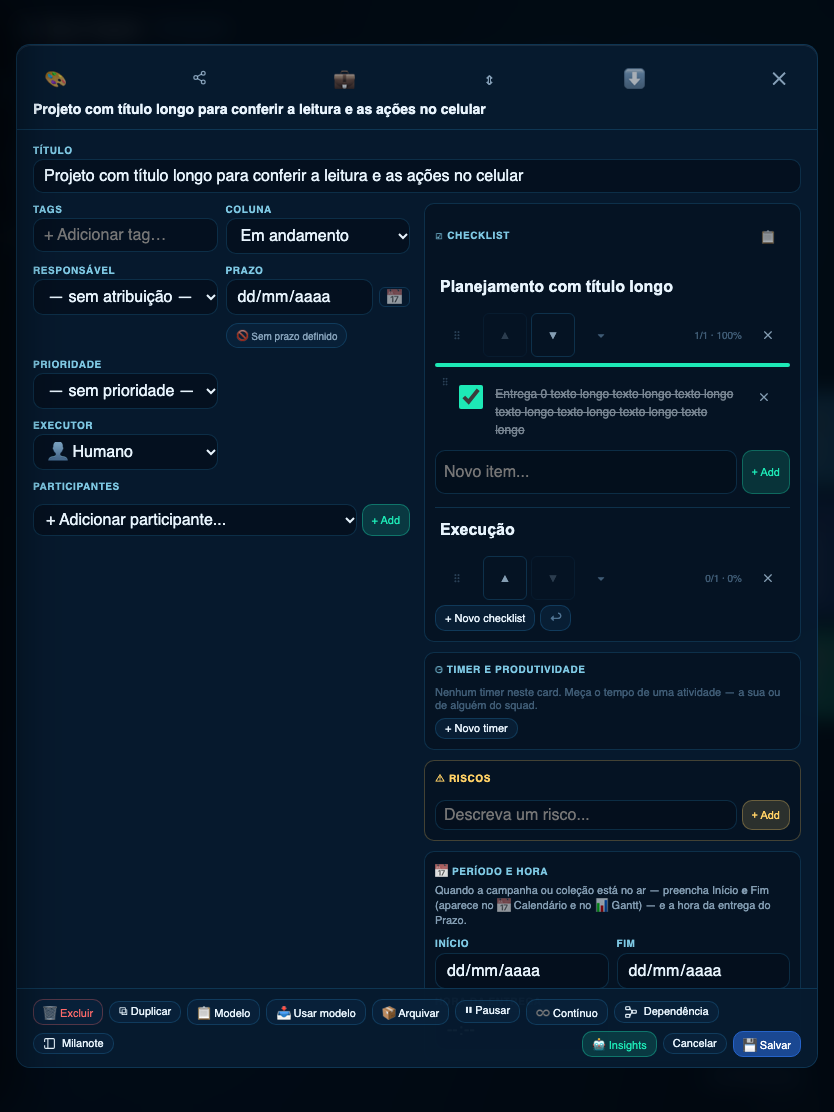 Projeto com título longo para conferir a leitura e as ações no celular
TÍTULO
Projeto com título longo para conferir a leitura e as ações no celular
TAGS
+ Adicionar tag...
COLUNA
Em andamento
RESPONSÁVEL
— sem atribuição —
PRAZO
dd/mm/aaaa
Sem prazo definido
PRIORIDADE
— sem prioridade —
EXECUTOR
Humano
PARTICIPANTES
+ Adicionar participante...
+ Add
CHECKLIST
Planejamento com título longo
1/1 · 100%
Entrega 0 texto longo texto longo texto longo
texto longo texto longo texto longo texto
longo
Novo item...
+ Add
Execução
0/1 · 0%
+ Novo checklist
TIMER E PRODUTIVIDADE
Nenhum timer neste card. Meça o tempo de uma atividade — a sua ou
de alguém do squad.
+ Novo timer
RISCOS
Descreva um risco...
+ Add
PERÍODO E HORA
Quando a campanha ou coleção está no ar — preencha Início e Fim
(aparece no 📅 Calendário e no 📊 Gantt) — e a hora da entrega do
Prazo.
INÍCIO
dd/mm/aaaa
FIM
dd/mm/aaaa
Excluir
Duplicar
Modelo
Usar modelo
Arquivar
Pausar
Contínuo
Dependência
Milanote
Insights
Cancelar
Salvar